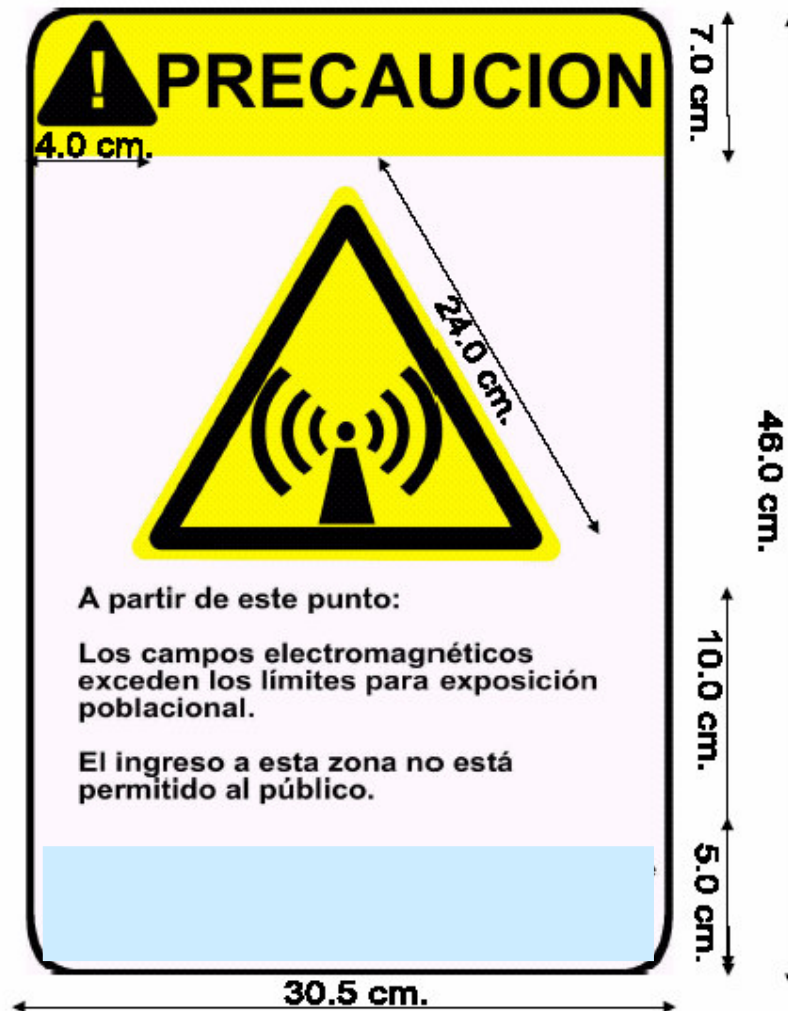 ! PRECAUCION
7.0 cm.
4.0 cm.
24.0 cm.
46.0 cm.
A partir de este punto:
Los campos electromagnéticos
exceden los límites para exposición
poblacional.
El ingreso a esta zona no está
permitido al público.
10.0 cm.
5.0 cm.
30.5 cm.